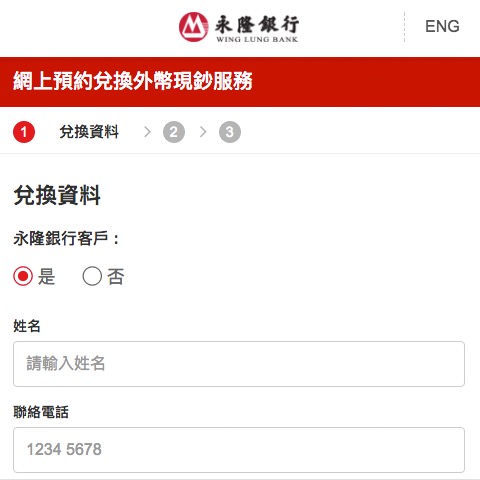 永隆銀行
WING LUNG BANK
ENG
網上預約兌換外幣現鈔服務
1 兌換資料 > 2 > 3
兌換資料
永隆銀行客戶：
是 否
姓名
請輸入姓名
聯絡電話
1234 5678